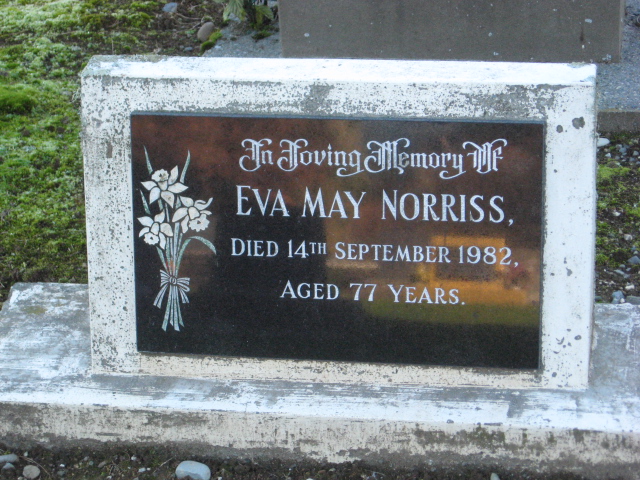 In Loving Memory Of
EVA MAY NORRISS,
DIED 14TH SEPTEMBER 1982,
AGED 77 YEARS.